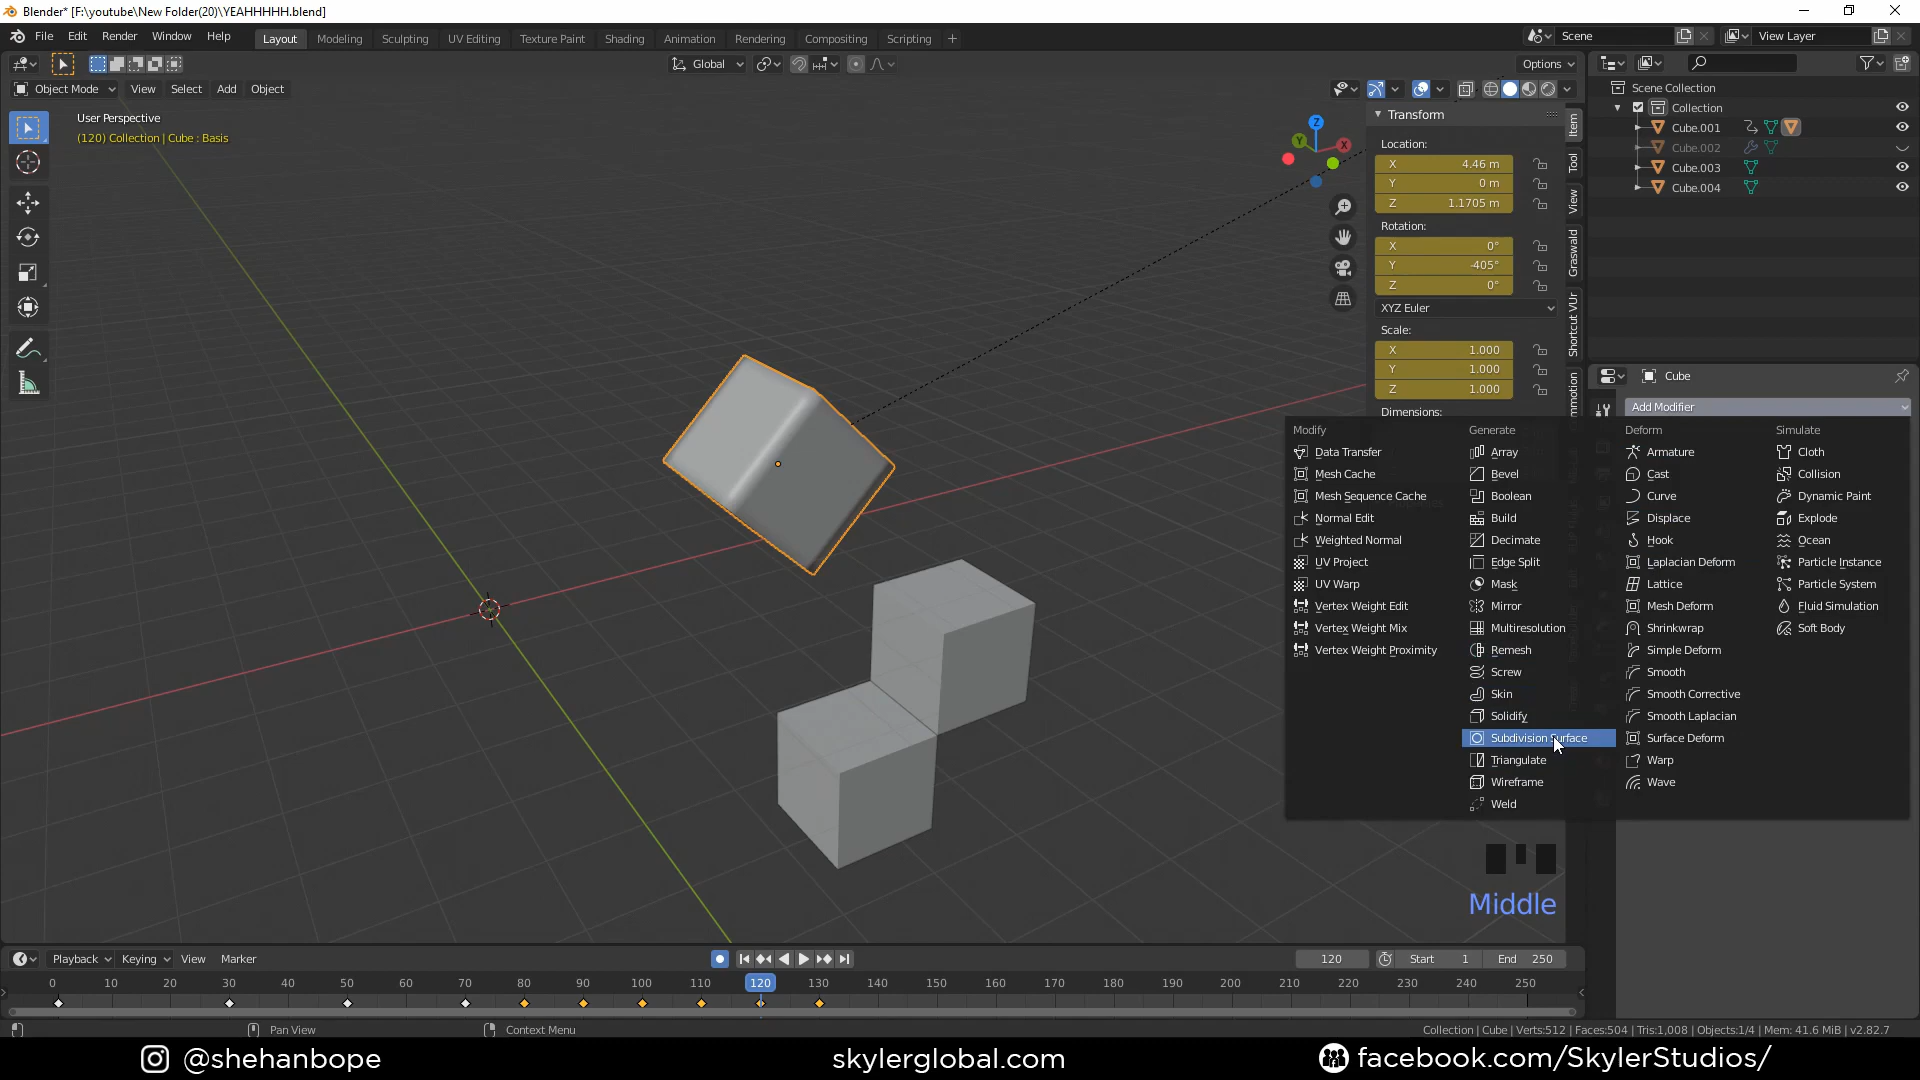 Blender* [F:\youtube\New Folder(20)\YEAHHHHH.blend]
File Edit Render Window Help
Layout Modeling Sculpting UV Editing Texture Paint Shading Animation Rendering Compositing Scripting +
Scene
View Layer
Global
Options
Object Mode View Select Add Object
User Perspective
(120) Collection | Cube : Basis
Z
Y
X
Transform
Location:
X 4.46 m
Y 0 m
Z 1.1705 m
Rotation:
X 0°
Y -405°
Z 0°
XYZ Euler
Scale:
X 1.000
Y 1.000
Z 1.000
Dimensions:
Item
Tool
View
Graswald
Shortcut VUr
Scene Collection
Collection
Cube.001
Cube.002
Cube.003
Cube.004
Cube
Add Modifier
Modify
Data Transfer
Mesh Cache
Mesh Sequence Cache
Normal Edit
Weighted Normal
UV Project
UV Warp
Vertex Weight Edit
Vertex Weight Mix
Vertex Weight Proximity
Generate
Array
Bevel
Boolean
Build
Decimate
Edge Split
Mask
Mirror
Multiresolution
Remesh
Screw
Skin
Solidify
Subdivision Surface
Triangulate
Wireframe
Weld
Deform
Armature
Cast
Curve
Displace
Hook
Laplacian Deform
Lattice
Mesh Deform
Shrinkwrap
Simple Deform
Smooth
Smooth Corrective
Smooth Laplacian
Surface Deform
Warp
Wave
Simulate
Cloth
Collision
Dynamic Paint
Explode
Ocean
Particle Instance
Particle System
Fluid Simulation
Soft Body
Middle
Playback Keying View Marker
120
Start 1
End 250
0 10 20 30 40 50 60 70 80 90 100 110 120 130 140 150 160 170 180 190 200 210 220 230 240 250
Pan View
Context Menu
Collection | Cube | Verts:512 | Faces:504 | Tris:1,008 | Objects:1/4 | Mem: 41.6 MiB | v2.82.7
@shehanbope
skylerglobal.com
facebook.com/SkylerStudios/